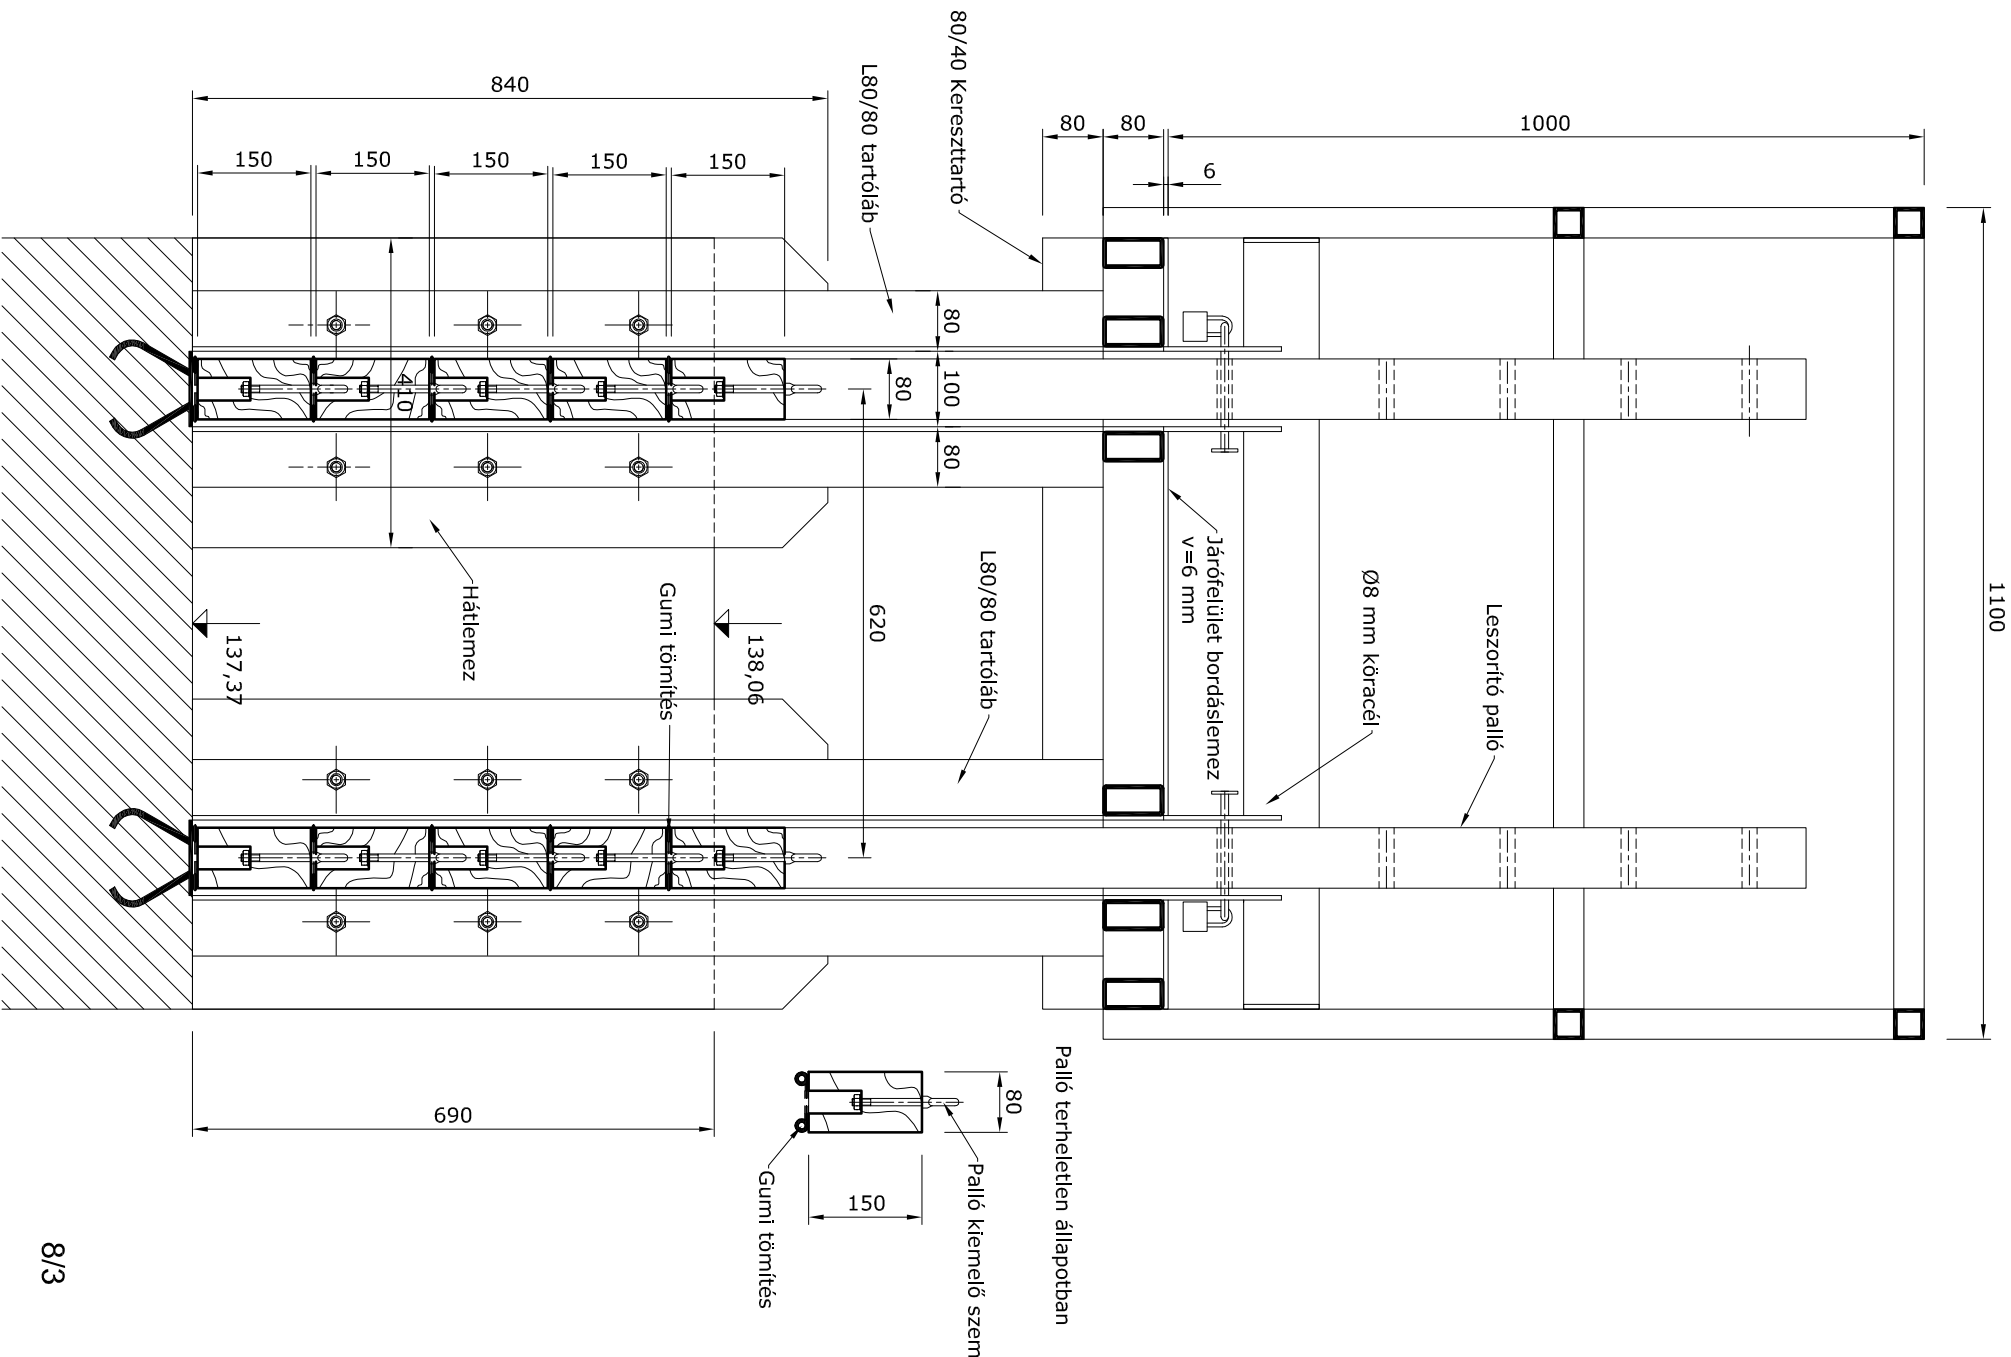 840
150
150
150
150
150
80
80
1000
6
80/40 Kereszttartó
L80/80 tartóláb
80
100
80
80
410
620
1100
Járófelület bordáslemez
v=6 mm
Ø8 mm köracél
Leszorító palló
L80/80 tartóláb
Gumi tömítés
Hátlemez
137,37
138,06
690
Palló terheletlen állapotban
80
150
Palló kiemelő szem
Gumi tömítés
8/3